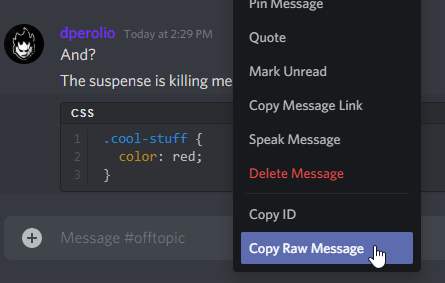 dperolio Today at 2:29 PM
And?
The suspense is killing me
CSS
1 .cool-stuff {
2 color: red;
3 }
Message #offtopic
Pin Message
Quote
Mark Unread
Copy Message Link
Speak Message
Delete Message
Copy ID
Copy Raw Message